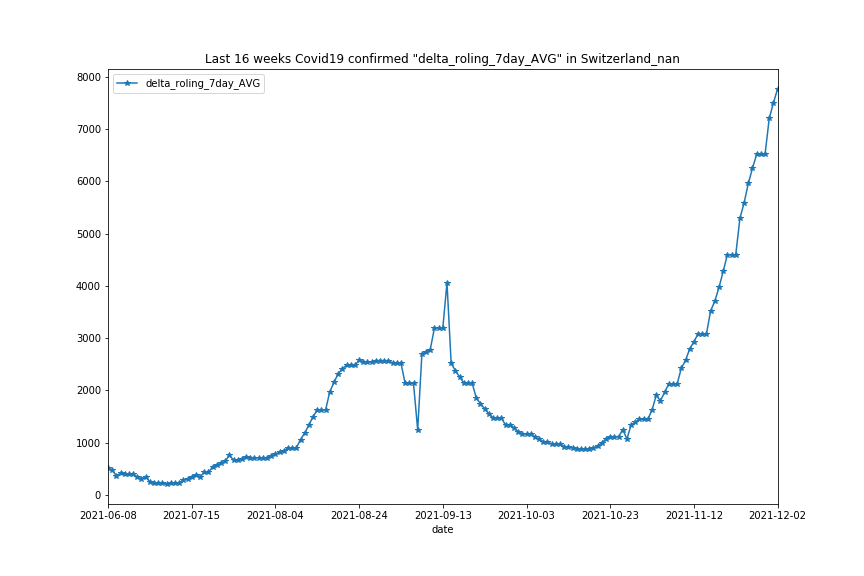 Last 16 weeks Covid19 confirmed "delta_roling_7day_AVG" in Switzerland_nan
delta_roling_7day_AVG
8000
7000
6000
5000
4000
3000
2000
1000
0
2021-06-08 2021-07-15 2021-08-04 2021-08-24 2021-09-13 2021-10-03 2021-10-23 2021-11-12 2021-12-02
date